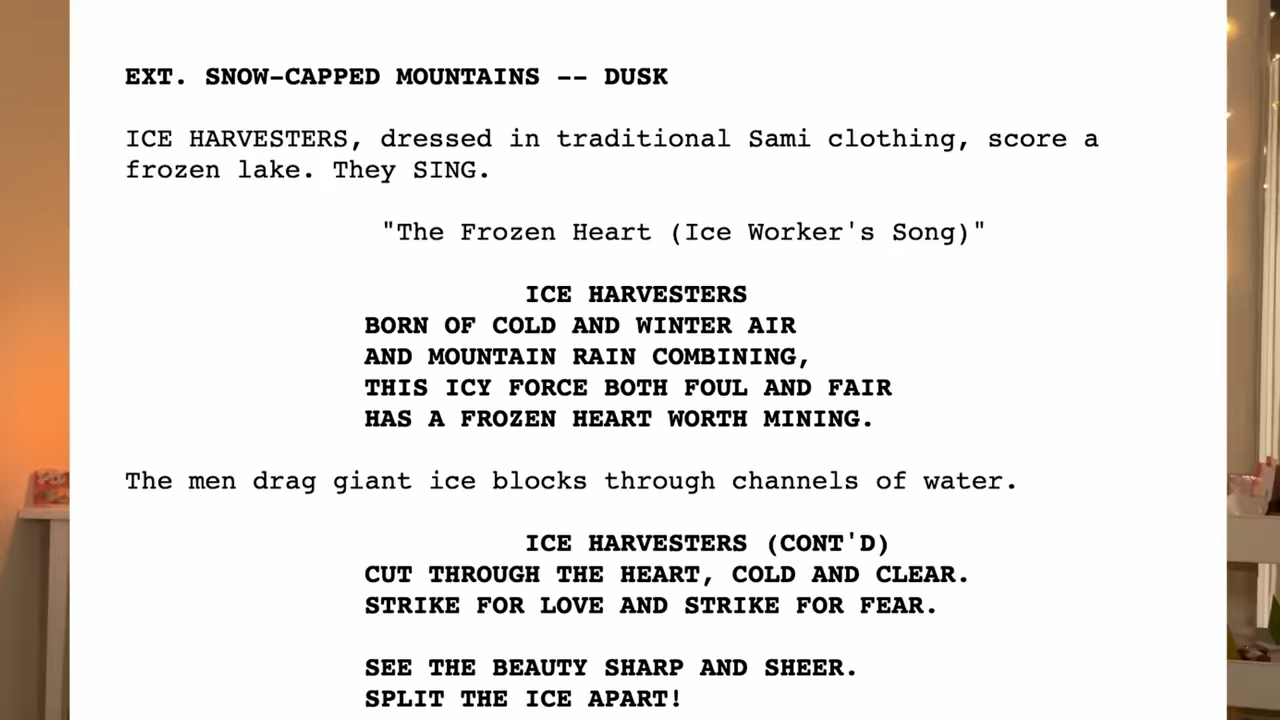 EXT. SNOW-CAPPED MOUNTAINS -- DUSK
ICE HARVESTERS, dressed in traditional Sami clothing, score a
frozen lake. They SING.
"The Frozen Heart (Ice Worker's Song)"
ICE HARVESTERS
BORN OF COLD AND WINTER AIR
AND MOUNTAIN RAIN COMBINING,
THIS ICY FORCE BOTH FOUL AND FAIR
HAS A FROZEN HEART WORTH MINING.
The men drag giant ice blocks through channels of water.
ICE HARVESTERS (CONT'D)
CUT THROUGH THE HEART, COLD AND CLEAR.
STRIKE FOR LOVE AND STRIKE FOR FEAR.
SEE THE BEAUTY SHARP AND SHEER.
SPLIT THE ICE APART!